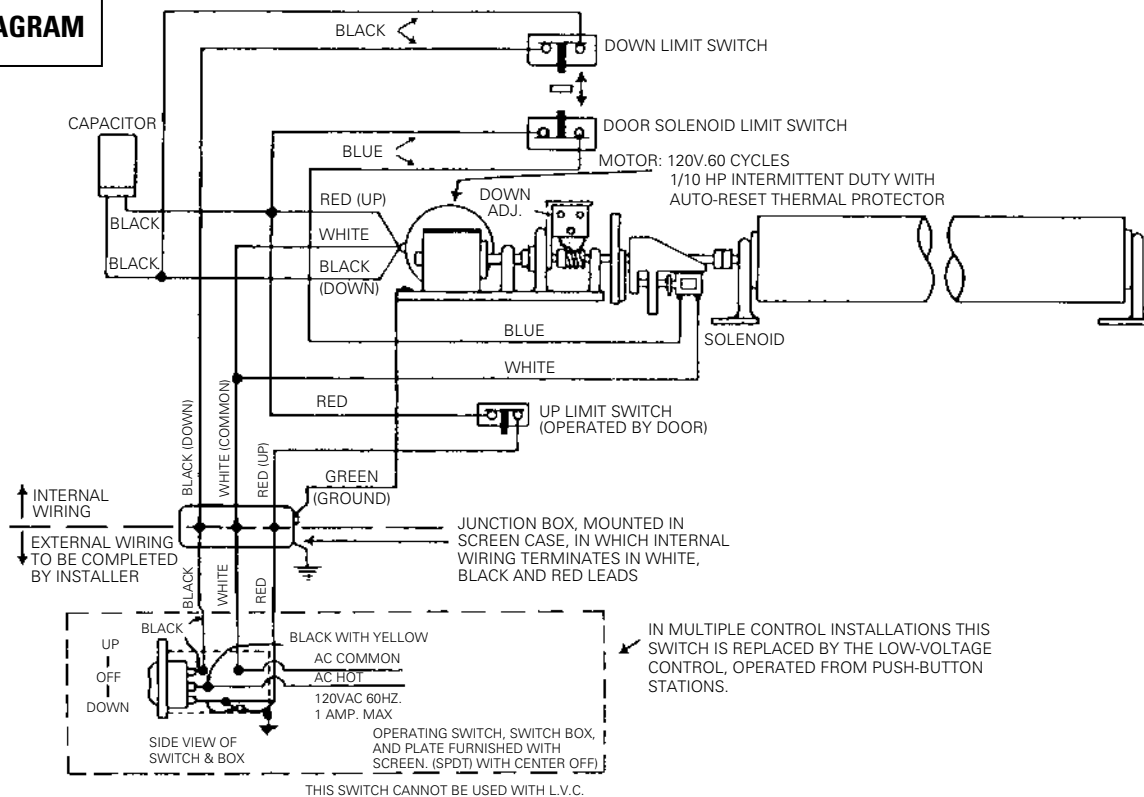 AGRAM
BLACK
DOWN LIMIT SWITCH
CAPACITOR
DOOR SOLENOID LIMIT SWITCH
BLUE
MOTOR: 120V.60 CYCLES
1/10 HP INTERMITTENT DUTY WITH
AUTO-RESET THERMAL PROTECTOR
DOWN
ADJ.
RED (UP)
BLACK
WHITE
BLACK
BLACK
(DOWN)
BLUE
SOLENOID
WHITE
RED
UP LIMIT SWITCH
(OPERATED BY DOOR)
BLACK (DOWN)
WHITE (COMMON)
RED (UP)
GREEN
(GROUND)
INTERNAL
WIRING
EXTERNAL WIRING
TO BE COMPLETED
BY INSTALLER
JUNCTION BOX, MOUNTED IN
SCREEN CASE, IN WHICH INTERNAL
WIRING TERMINATES IN WHITE,
BLACK AND RED LEADS
BLACK
WHITE
RED
BLACK
BLACK WITH YELLOW
UP
OFF
DOWN
AC COMMON
AC HOT
120VAC 60HZ.
1 AMP. MAX
SIDE VIEW OF
SWITCH & BOX
OPERATING SWITCH, SWITCH BOX,
AND PLATE FURNISHED WITH
SCREEN. (SPDT) WITH CENTER OFF)
IN MULTIPLE CONTROL INSTALLATIONS THIS
SWITCH IS REPLACED BY THE LOW-VOLTAGE
CONTROL, OPERATED FROM PUSH-BUTTON
STATIONS.
THIS SWITCH CANNOT BE USED WITH L.V.C.